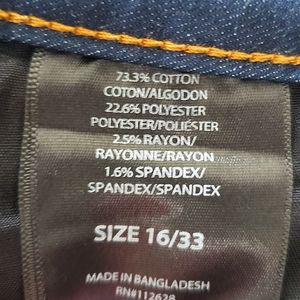 73.3% COTTON
COTON/ALGODON
22.6% POLYESTER
POLYESTER/POLIÉSTER
2.5% RAYON/
RAYONNE/RAYON
1.6% SPANDEX/
SPANDEX/SPANDEX
SIZE 16/33
MADE IN BANGLADESH
RN#112628